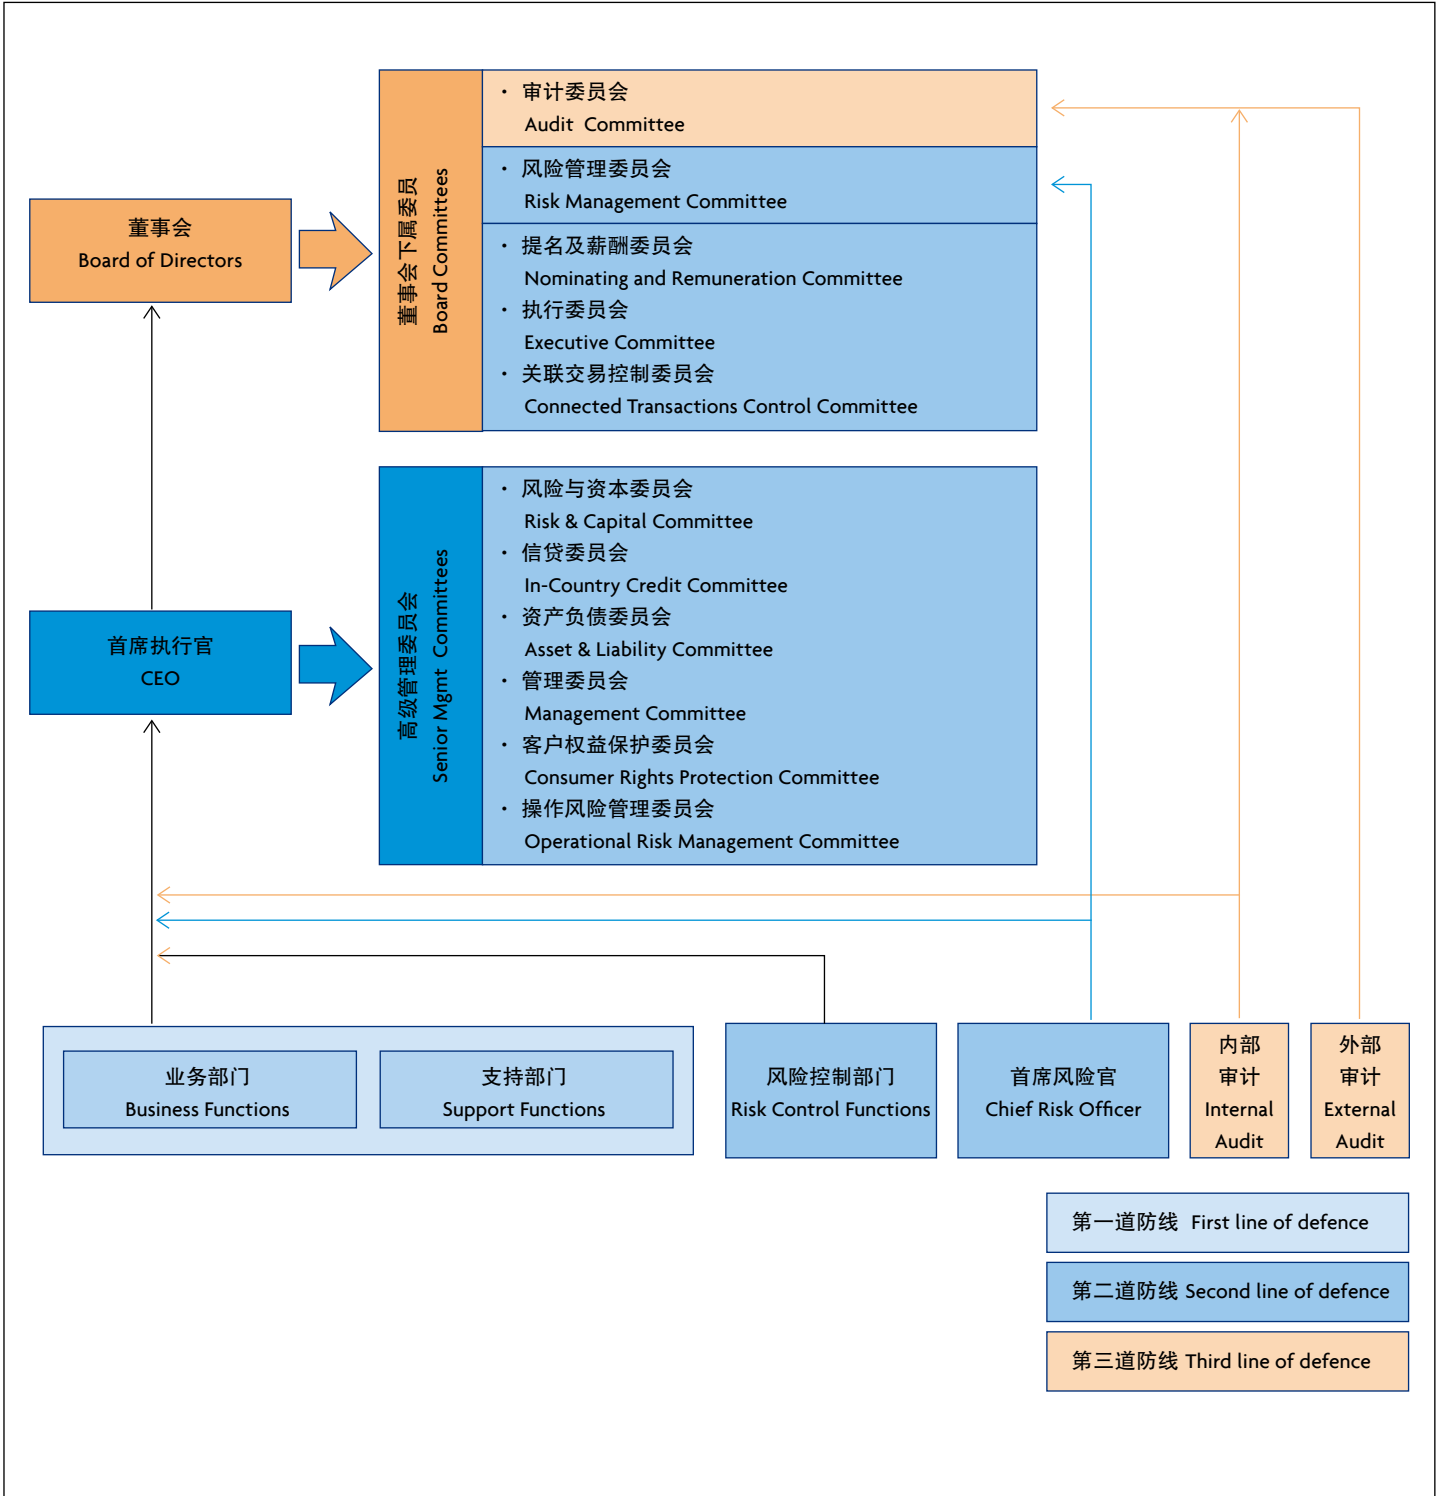 · 审计委员会
Audit Committee
· 风险管理委员会
Risk Management Committee
· 提名及薪酬委员会
Nominating and Remuneration Committee
· 执行委员会
Executive Committee
· 关联交易控制委员会
Connected Transactions Control Committee
董事会下属委员
Board Committees
董事会
Board of Directors
· 风险与资本委员会
Risk & Capital Committee
· 信贷委员会
In-Country Credit Committee
· 资产负债委员会
Asset & Liability Committee
· 管理委员会
Management Committee
· 客户权益保护委员会
Consumer Rights Protection Committee
· 操作风险管理委员会
Operational Risk Management Committee
高级管理委员会
Senior Mgmt Committees
首席执行官
CEO
业务部门
Business Functions
支持部门
Support Functions
风险控制部门
Risk Control Functions
首席风险官
Chief Risk Officer
内部
审计
Internal
Audit
外部
审计
External
Audit
第一道防线 First line of defence
第二道防线 Second line of defence
第三道防线 Third line of defence